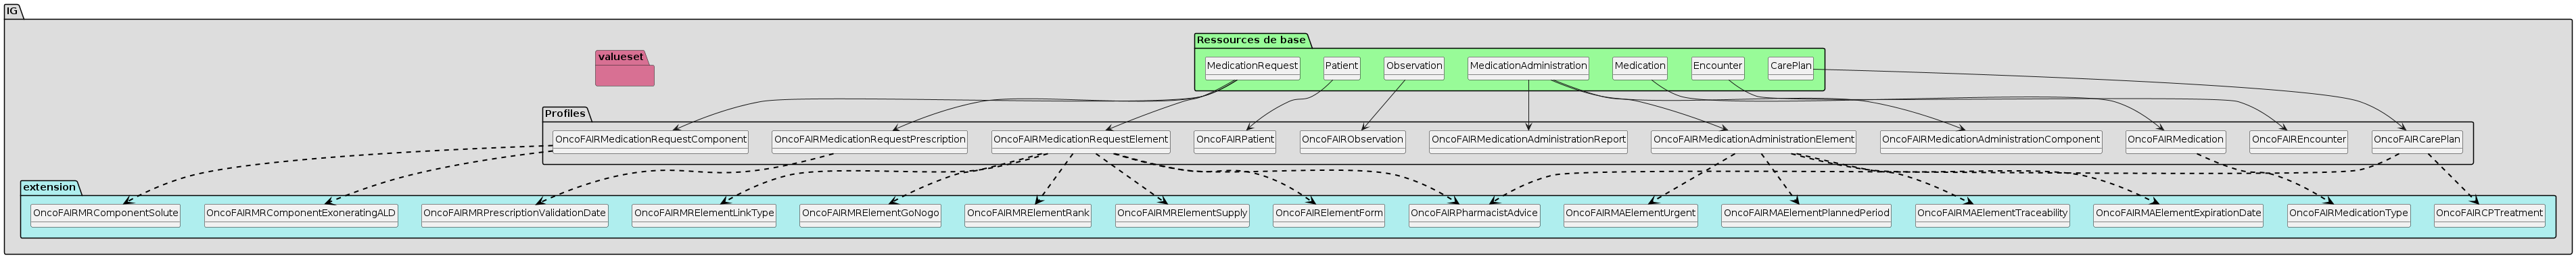 IG
valueset
Ressources de base
MedicationRequest
Patient
Observation
MedicationAdministration
Medication
Encounter
CarePlan
Profiles
OncoFAIRMedicationRequestComponent
OncoFAIRMedicationRequestPrescription
OncoFAIRMedicationRequestElement
OncoFAIRPatient
OncoFAIRObservation
OncoFAIRMedicationAdministrationReport
OncoFAIRMedicationAdministrationElement
OncoFAIRMedicationAdministrationComponent
OncoFAIRMedication
OncoFAIREncounter
OncoFAIRCarePlan
extension
OncoFAIRMRComponentSolute
OncoFAIRMRComponentExoneratingALD
OncoFAIRMRPrescriptionValidationDate
OncoFAIRMRElementLinkType
OncoFAIRMRElementGoNogo
OncoFAIRMRElementRank
OncoFAIRMRElementSupply
OncoFAIRElementForm
OncoFAIRPharmacistAdvice
OncoFAIRMAElementUrgent
OncoFAIRMAElementPlannedPeriod
OncoFAIRMAElementTraceability
OncoFAIRMAElementExpirationDate
OncoFAIRMedicationType
OncoFAIRCPTreatment